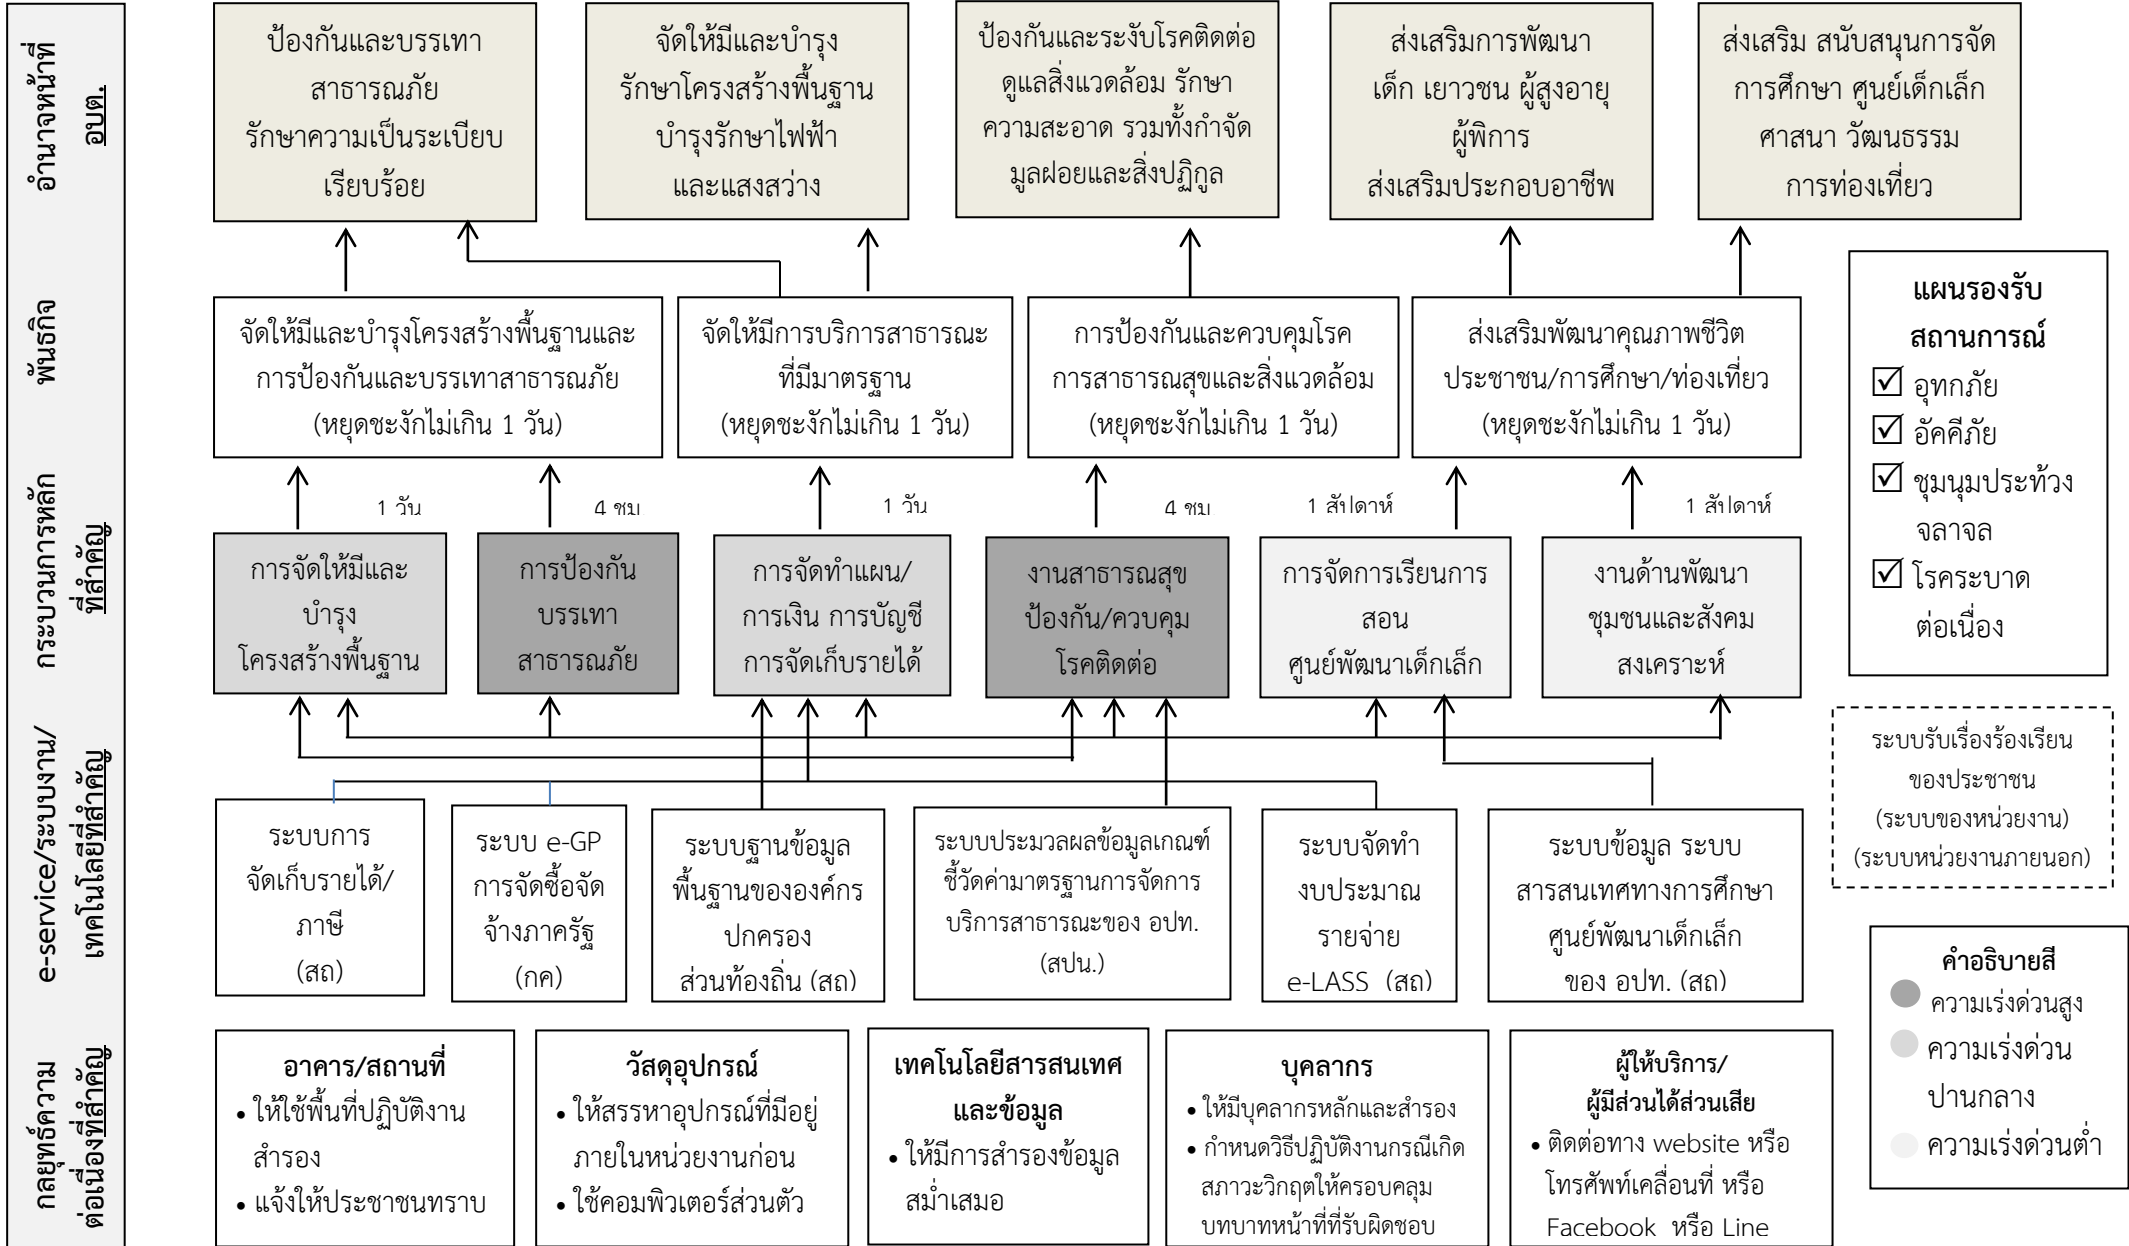 อำนาจหน้าที่
อบต.
ป้องกันและบรรเทา
สาธารณภัย
รักษาความเป็นระเบียบ
เรียบร้อย
จัดให้มีและบำรุง
รักษาโครงสร้างพื้นฐาน
บำรุงรักษาไฟฟ้า
และแสงสว่าง
ป้องกันและระงับโรคติดต่อ
ดูแลสิ่งแวดล้อม รักษา
ความสะอาด รวมทั้งกำจัด
มูลฝอยและสิ่งปฏิกูล
ส่งเสริมการพัฒนา
เด็ก เยาวชน ผู้สูงอายุ
ผู้พิการ
ส่งเสริมประกอบอาชีพ
ส่งเสริม สนับสนุนการจัด
การศึกษา ศูนย์เด็กเล็ก
ศาสนา วัฒนธรรม
การท่องเที่ยว
พันธกิจ
จัดให้มีและบำรุงโครงสร้างพื้นฐานและ
การป้องกันและบรรเทาสาธารณภัย
(หยุดชะงักไม่เกิน 1 วัน)
จัดให้มีการบริการสาธารณะ
ที่มีมาตรฐาน
(หยุดชะงักไม่เกิน 1 วัน)
การป้องกันและควบคุมโรค
การสาธารณสุขและสิ่งแวดล้อม
(หยุดชะงักไม่เกิน 1 วัน)
ส่งเสริมพัฒนาคุณภาพชีวิต
ประชาชน/การศึกษา/ท่องเที่ยว
(หยุดชะงักไม่เกิน 1 วัน)
แผนรองรับ
สถานการณ์
อุทกภัย
อัคคีภัย
ชุมนุมประท้วง
จลาจล
โรคระบาด
ต่อเนื่อง
กระบวนการหลัก
ที่สำคัญ
1 วัน
4 ชม
1 วัน
4 ชม
1 สัปดาห์
1 สัปดาห์
การจัดให้มีและ
บำรุง
โครงสร้างพื้นฐาน
การป้องกัน
บรรเทา
สาธารณภัย
การจัดทำแผน/
การเงิน การบัญชี
การจัดเก็บรายได้
งานสาธารณสุข
ป้องกัน/ควบคุม
โรคติดต่อ
การจัดการเรียนการ
สอน
ศูนย์พัฒนาเด็กเล็ก
งานด้านพัฒนา
ชุมชนและสังคม
สงเคราะห์
ระบบรับเรื่องร้องเรียน
ของประชาชน
(ระบบของหน่วยงาน)
(ระบบหน่วยงานภายนอก)
e-service/ระบบงาน/
เทคโนโลยีที่สำคัญ
ระบบการ
จัดเก็บรายได้/
ภาษี
(สถ)
ระบบ e-GP
การจัดซื้อจัด
จ้างภาครัฐ
(กค)
ระบบฐานข้อมูล
พื้นฐานขององค์กร
ปกครอง
ส่วนท้องถิ่น (สถ)
ระบบประมวลผลข้อมูลเกณฑ์
ชี้วัดค่ามาตรฐานการจัดการ
บริการสาธารณะของ อปท.
(สปน.)
ระบบจัดทำ
งบประมาณ
รายจ่าย
e-LASS (สถ)
ระบบข้อมูล ระบบ
สารสนเทศทางการศึกษา
ศูนย์พัฒนาเด็กเล็ก
ของ อปท. (สถ)
คำอธิบายสี
ความเร่งด่วนสูง
ความเร่งด่วน
ปานกลาง
ความเร่งด่วนต่ำ
กลยุทธ์ความ
ต่อเนื่องที่สำคัญ
อาคาร/สถานที่
• ให้ใช้พื้นที่ปฏิบัติงาน
สำรอง
• แจ้งให้ประชาชนทราบ
วัสดุอุปกรณ์
• ให้สรรหาอุปกรณ์ที่มีอยู่
ภายในหน่วยงานก่อน
• ใช้คอมพิวเตอร์ส่วนตัว
เทคโนโลยีสารสนเทศ
และข้อมูล
• ให้มีการสำรองข้อมูล
สม่ำเสมอ
บุคลากร
• ให้มีบุคลากรหลักและสำรอง
• กำหนดวิธีปฏิบัติงานกรณีเกิด
สภาวะวิกฤตให้ครอบคลุม
บทบาทหน้าที่ที่รับผิดชอบ
ผู้ให้บริการ/
ผู้มีส่วนได้ส่วนเสีย
• ติดต่อทาง website หรือ
โทรศัพท์เคลื่อนที่ หรือ
Facebook หรือ Line